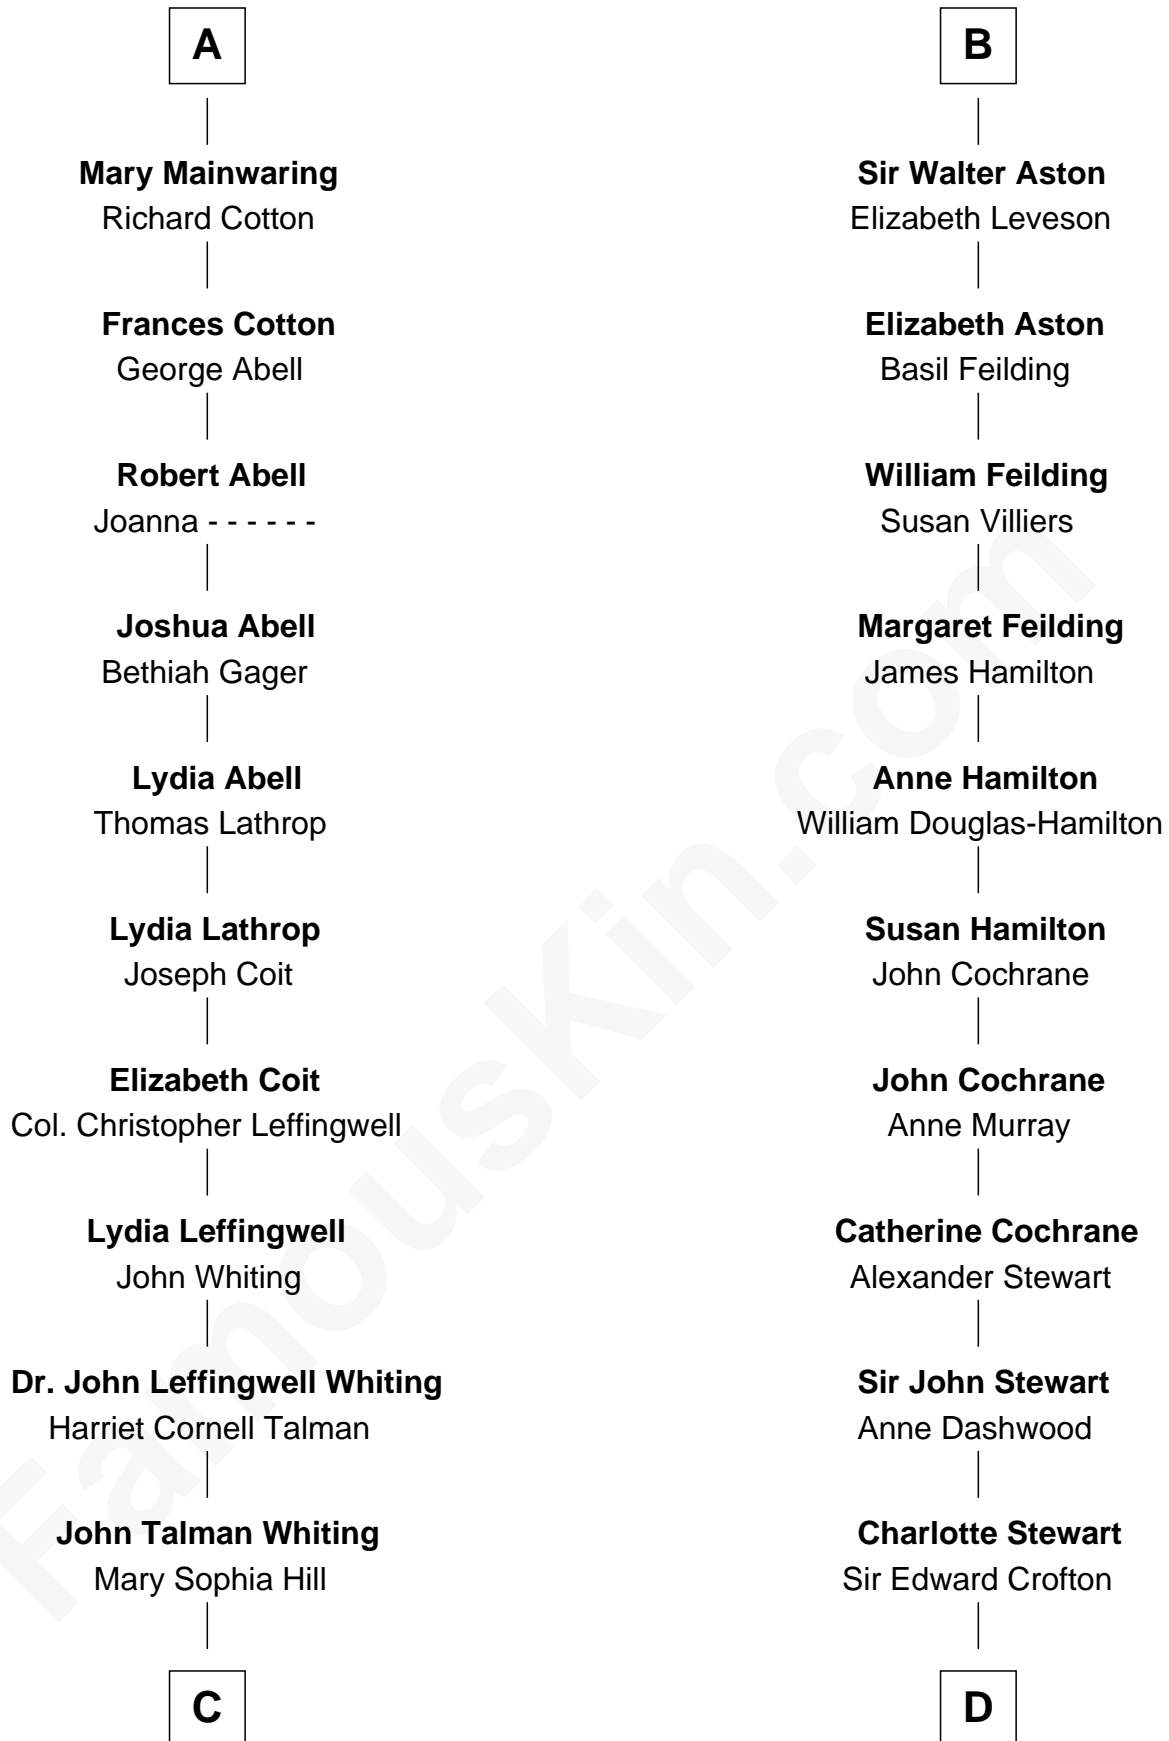 A
Mary Mainwaring
Richard Cotton
Frances Cotton
George Abell
Robert Abell
Joanna - - - - - -
Joshua Abell
Bethiah Gager
Lydia Abell
Thomas Lathrop
Lydia Lathrop
Joseph Coit
Elizabeth Coit
Col. Christopher Leffingwell
Lydia Leffingwell
John Whiting
Dr. John Leffingwell Whiting
Harriet Cornell Talman
John Talman Whiting
Mary Sophia Hill
C
B
Sir Walter Aston
Elizabeth Leveson
Elizabeth Aston
Basil Feilding
William Feilding
Susan Villiers
Margaret Feilding
James Hamilton
Anne Hamilton
William Douglas-Hamilton
Susan Hamilton
John Cochrane
John Cochrane
Anne Murray
Catherine Cochrane
Alexander Stewart
Sir John Stewart
Anne Dashwood
Charlotte Stewart
Sir Edward Crofton
D
FamousKin.com